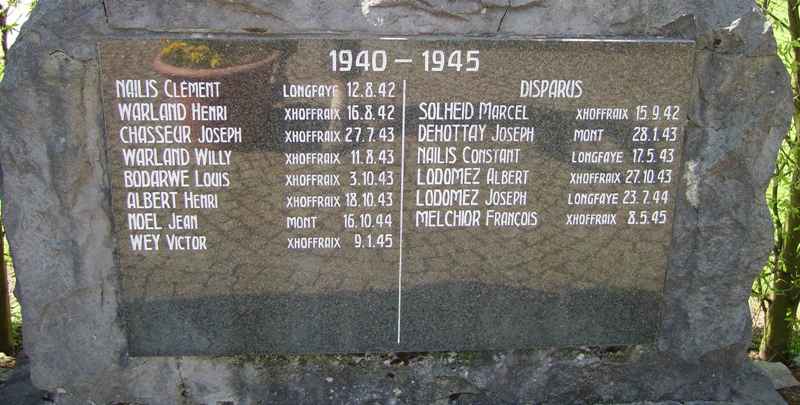 1940 – 1945
NAILIS CLÉMENT LONGFAYE 12.8.42
WARLAND HENRI XHOFFRAIX 16.8.42
CHASSEUR JOSEPH XHOFFRAIX 27.7.43
WARLAND WILLY XHOFFRAIX 11.8.43
BODARWE LOUIS XHOFFRAIX 3.10.43
ALBERT HENRI XHOFFRAIX 18.10.43
NOEL JEAN MONT 16.10.44
WEY VICTOR XHOFFRAIX 9.1.45
DISPARUS
SOLHEID MARCEL XHOFFRAIX 15.9.42
DEHOTTAY JOSEPH MONT 28.1.43
NAILIS CONSTANT LONGFAYE 17.5.43
LODOMEZ ALBERT XHOFFRAIX 27.10.43
LODOMEZ JOSEPH LONGFAYE 23.7.44
MELCHIOR FRANÇOIS XHOFFRAIX 8.5.45